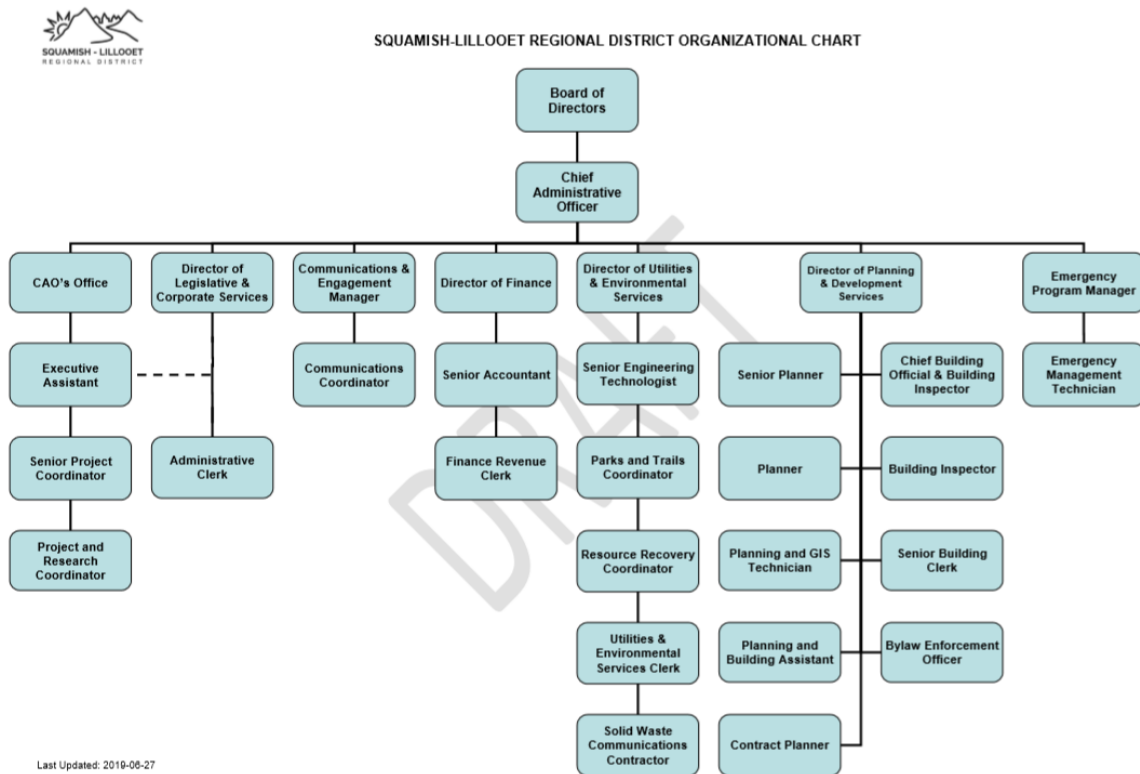 SQUAMISH - LILLOOET
REGIONAL DISTRICT
SQUAMISH-LILLOOET REGIONAL DISTRICT ORGANIZATIONAL CHART
Board of
Directors
Chief
Administrative
Officer
CAO's Office
Director of
Legislative &
Corporate Services
Communications &
Engagement
Manager
Director of Finance
Director of Utilities
& Environmental
Services
Director of Planning
& Development
Services
Emergency
Program Manager
Executive
Assistant
Communications
Coordinator
Senior Accountant
Senior Engineering
Technologist
Senior Planner
Chief Building
Official & Building
Inspector
Emergency
Management
Technician
Senior Project
Coordinator
Administrative
Clerk
Finance Revenue
Clerk
Parks and Trails
Coordinator
Planner
Building Inspector
Project and
Research
Coordinator
Resource Recovery
Coordinator
Planning and GIS
Technician
Senior Building
Clerk
Utilities &
Environmental
Services Clerk
Planning and
Building Assistant
Bylaw Enforcement
Officer
Solid Waste
Communications
Contractor
Contract Planner
DRAFT
Last Updated: 2019-06-27